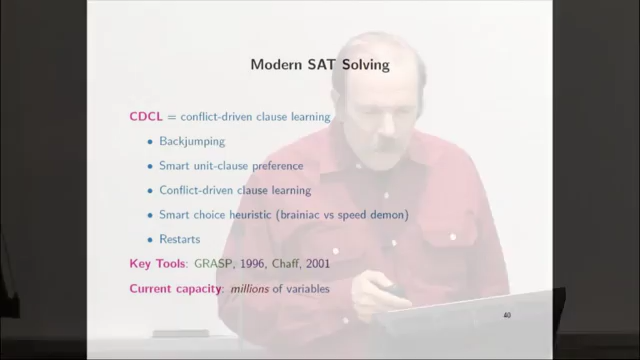 Modern SAT Solving
CDCL = conflict-driven clause learning
• Backjumping
• Smart unit-clause preference
• Conflict-driven clause learning
• Smart choice heuristic (brainiac vs speed demon)
• Restarts
Key Tools: GRASP, 1996, Chaff, 2001
Current capacity: millions of variables
40